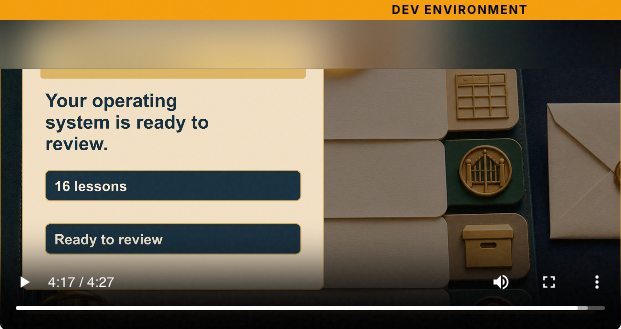 DEV ENVIRONMENT
Your operating
system is ready to
review.
16 lessons
Ready to review
4:17 / 4:27